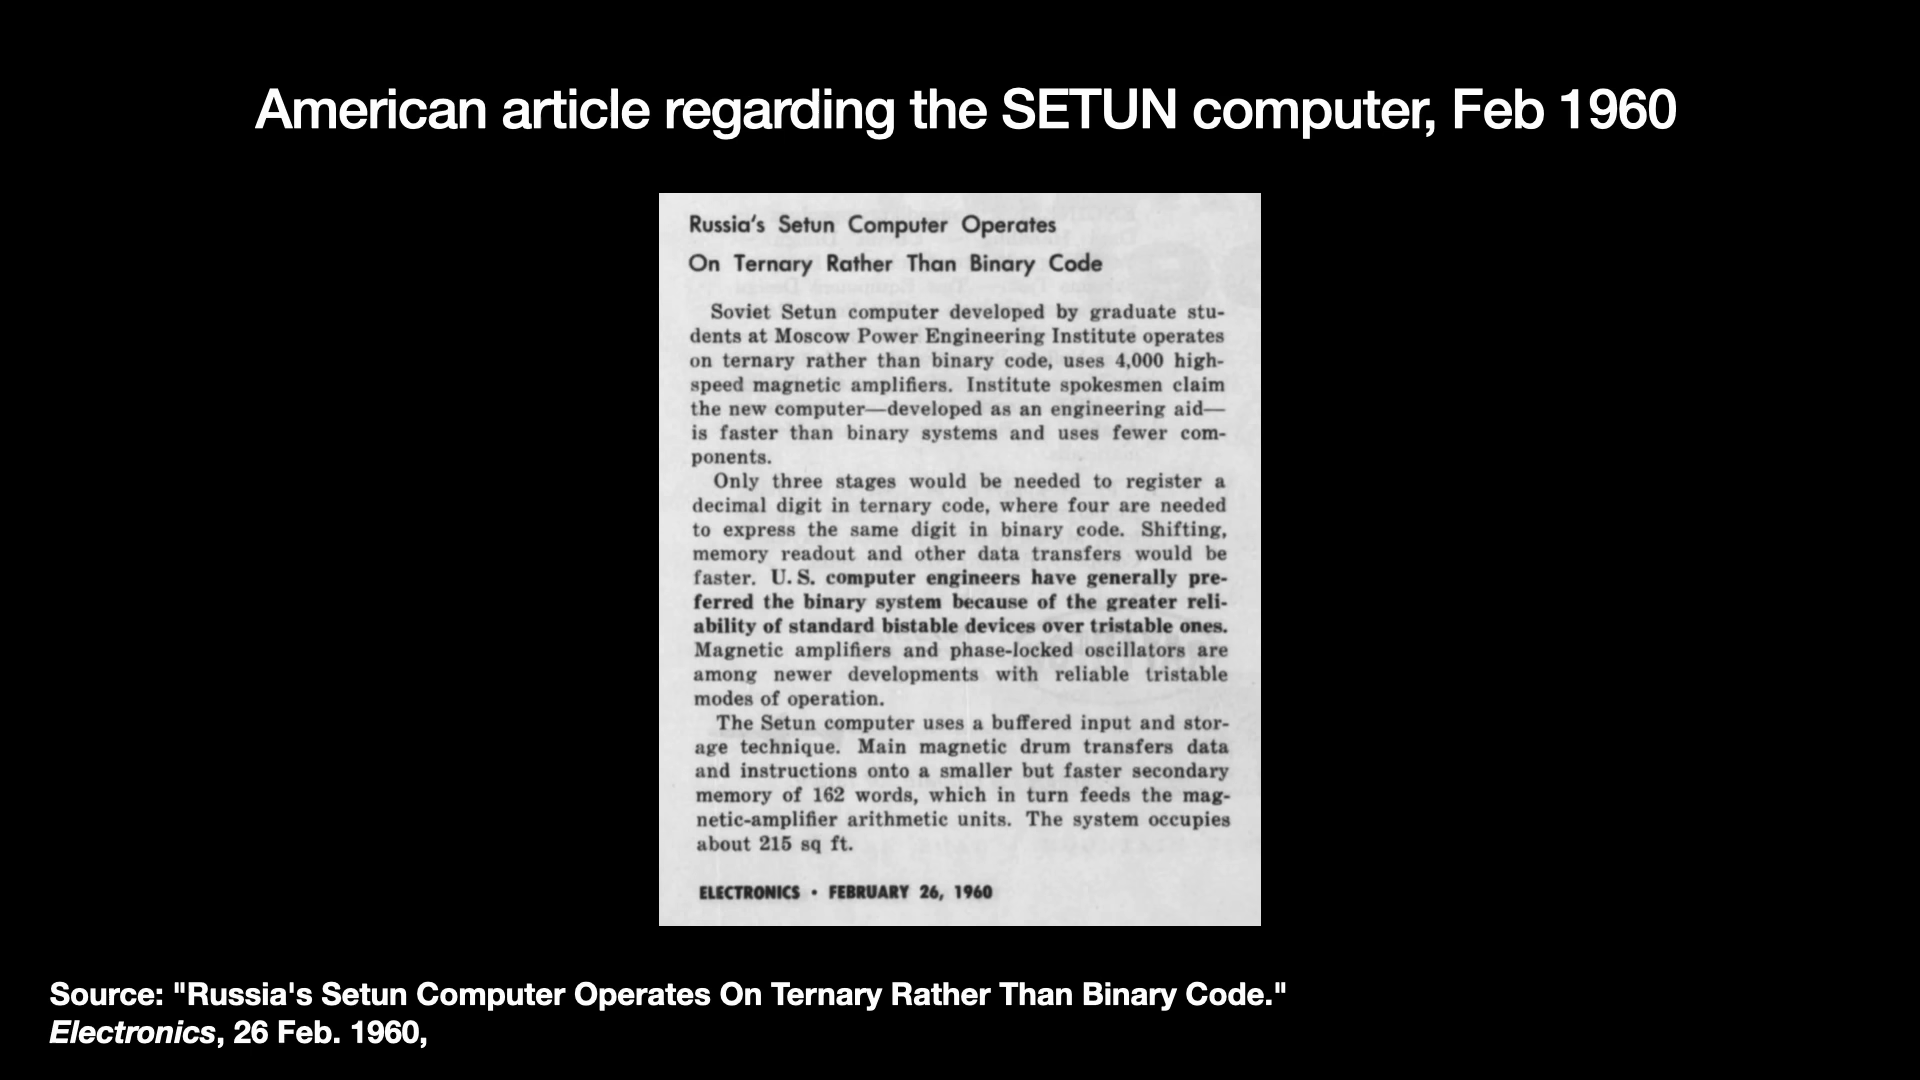 American article regarding the SETUN computer, Feb 1960
Russia's Setun Computer Operates
On Ternary Rather Than Binary Code
Soviet Setun computer developed by graduate stu-
dents at Moscow Power Engineering Institute operates
on ternary rather than binary code, uses 4,000 high-
speed magnetic amplifiers. Institute spokesmen claim
the new computer—developed as an engineering aid—
is faster than binary systems and uses fewer com-
ponents.
Only three stages would be needed to register a
decimal digit in ternary code, where four are needed
to express the same digit in binary code. Shifting,
memory readout and other data transfers would be
faster. U. S. computer engineers have generally pre-
ferred the binary system because of the greater reli-
ability of standard bistable devices over tristable ones.
Magnetic amplifiers and phase-locked oscillators are
among newer developments with reliable tristable
modes of operation.
The Setun computer uses a buffered input and stor-
age technique. Main magnetic drum transfers data
and instructions onto a smaller but faster secondary
memory of 162 words, which in turn feeds the mag-
netic-amplifier arithmetic units. The system occupies
about 215 sq ft.
ELECTRONICS • FEBRUARY 26, 1960
Source: "Russia's Setun Computer Operates On Ternary Rather Than Binary Code."
Electronics, 26 Feb. 1960,